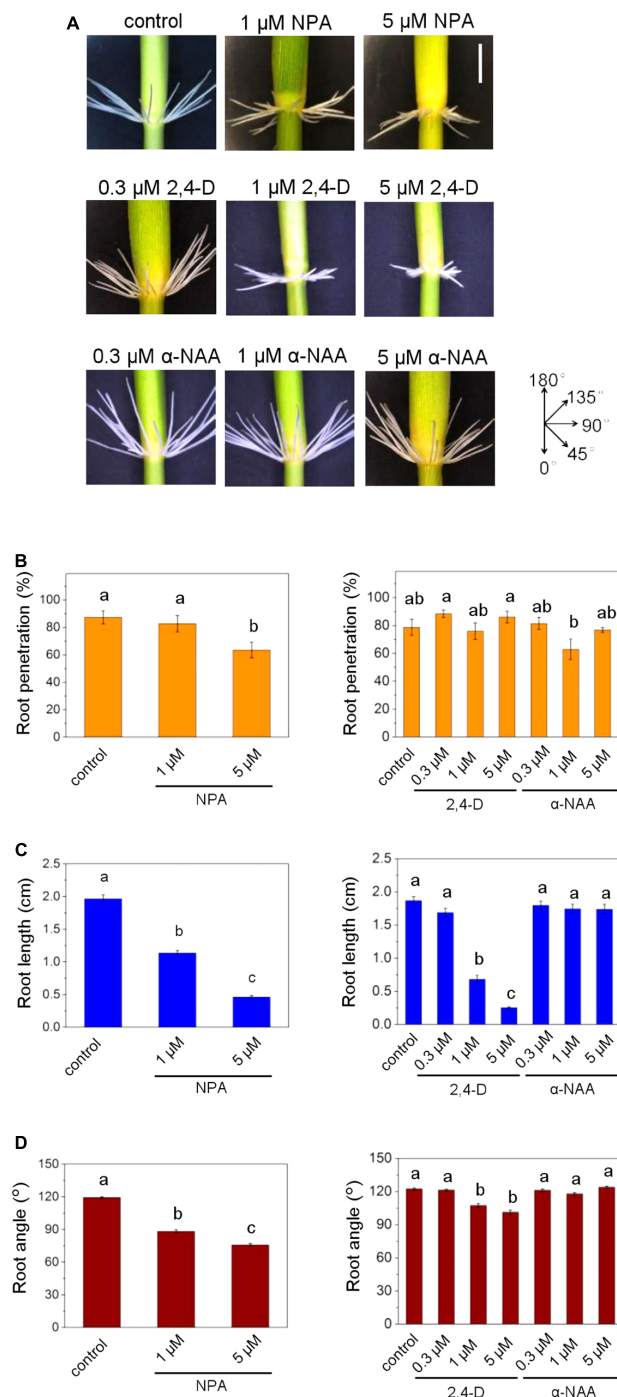 A
control
1 µM NPA
5 µM NPA
0.3 µM 2,4-D
1 µM 2,4-D
5 µM 2,4-D
0.3 µM α-NAA
1 µM α-NAA
5 µM α-NAA
180°
135°
90°
45°
0°
B
Root penetration (%)
100
80
60
40
20
0
a
a
b
control
1 µM
5 µM
NPA
Root penetration (%)
120
100
80
60
40
20
0
ab
a
ab
a
ab
b
ab
control
0.3 µM
1 µM
5 µM
0.3 µM
1 µM
5 µM
2,4-D
α-NAA
C
Root length (cm)
2.5
2.0
1.5
1.0
0.5
0.0
a
b
c
control
1 µM
5 µM
NPA
Root length (cm)
2.5
2.0
1.5
1.0
0.5
0.0
a
a
b
c
a
a
a
control
0.3 µM
1 µM
5 µM
0.3 µM
1 µM
5 µM
2,4-D
α-NAA
D
Root angle (°)
150
120
90
60
30
0
a
b
c
control
1 µM
5 µM
NPA
Root angle (°)
150
120
90
60
30
0
a
a
b
b
a
a
a
control
0.3 µM
1 µM
5 µM
0.3 µM
1 µM
5 µM
2,4-D
α-NAA